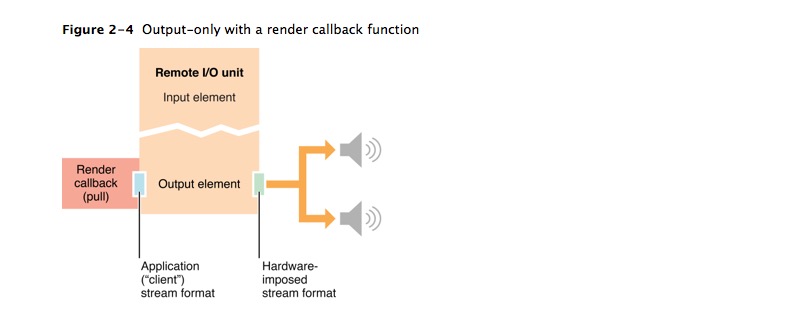 Figure 2-4 Output-only with a render callback function
Remote I/O unit
Input element
Render
callback
(pull)
Output element
Application
("client")
stream format
Hardware-
imposed
stream format